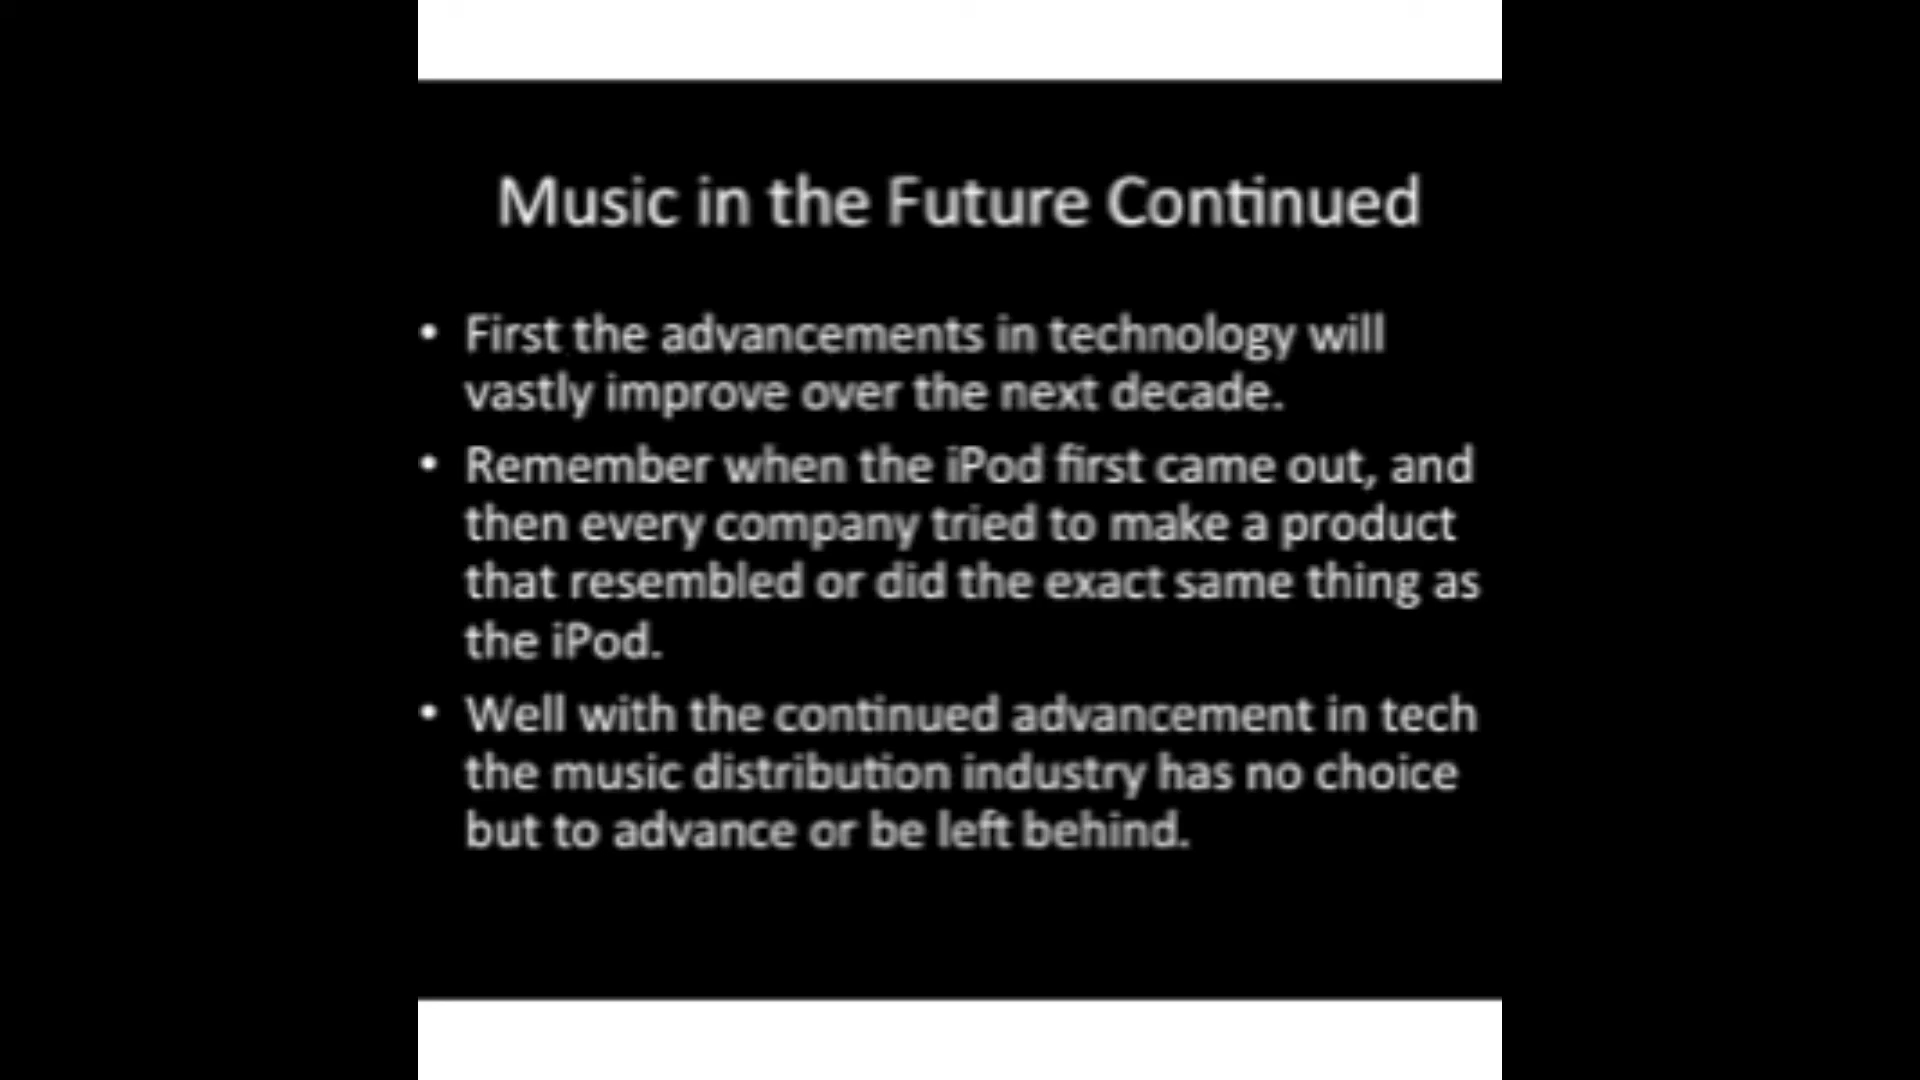 Music in the Future Continued
• First the advancements in technology will
vastly improve over the next decade.
• Remember when the iPod first came out, and
then every company tried to make a product
that resembled or did the exact same thing as
the iPod.
• Well with the continued advancement in tech
the music distribution industry has no choice
but to advance or be left behind.